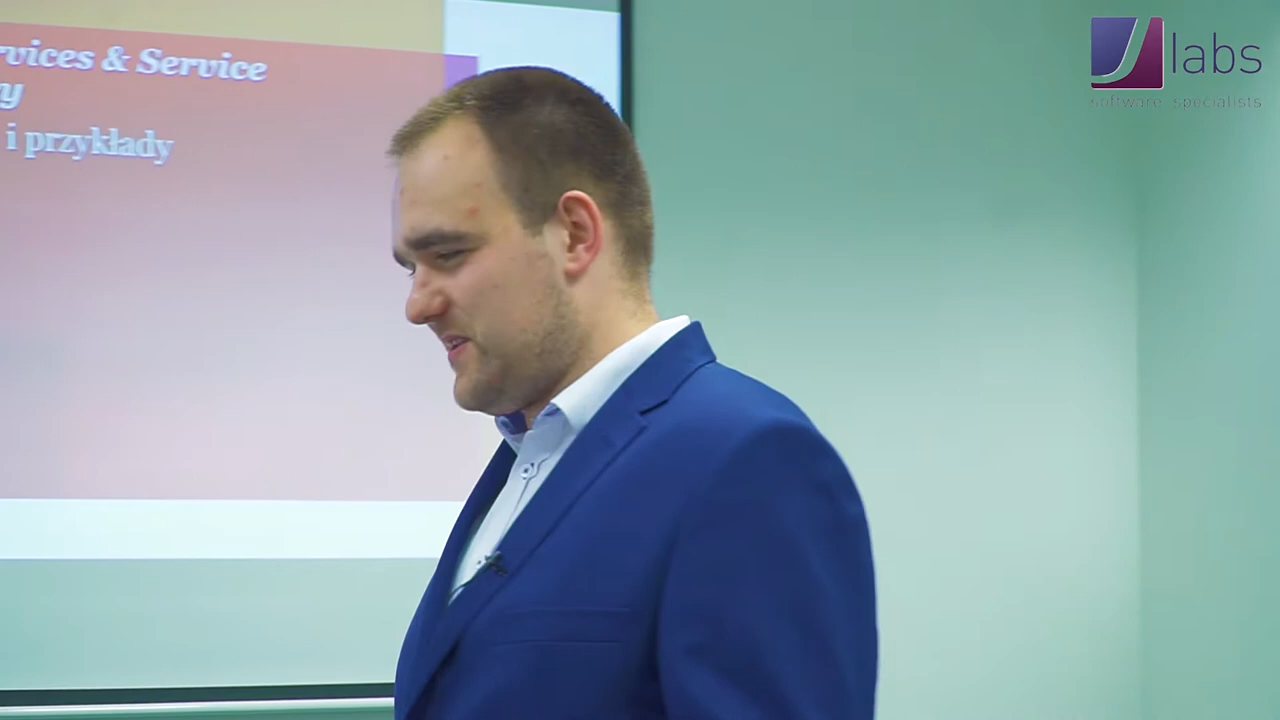 rvices & Service
y
i przykłady
labs
software specialists